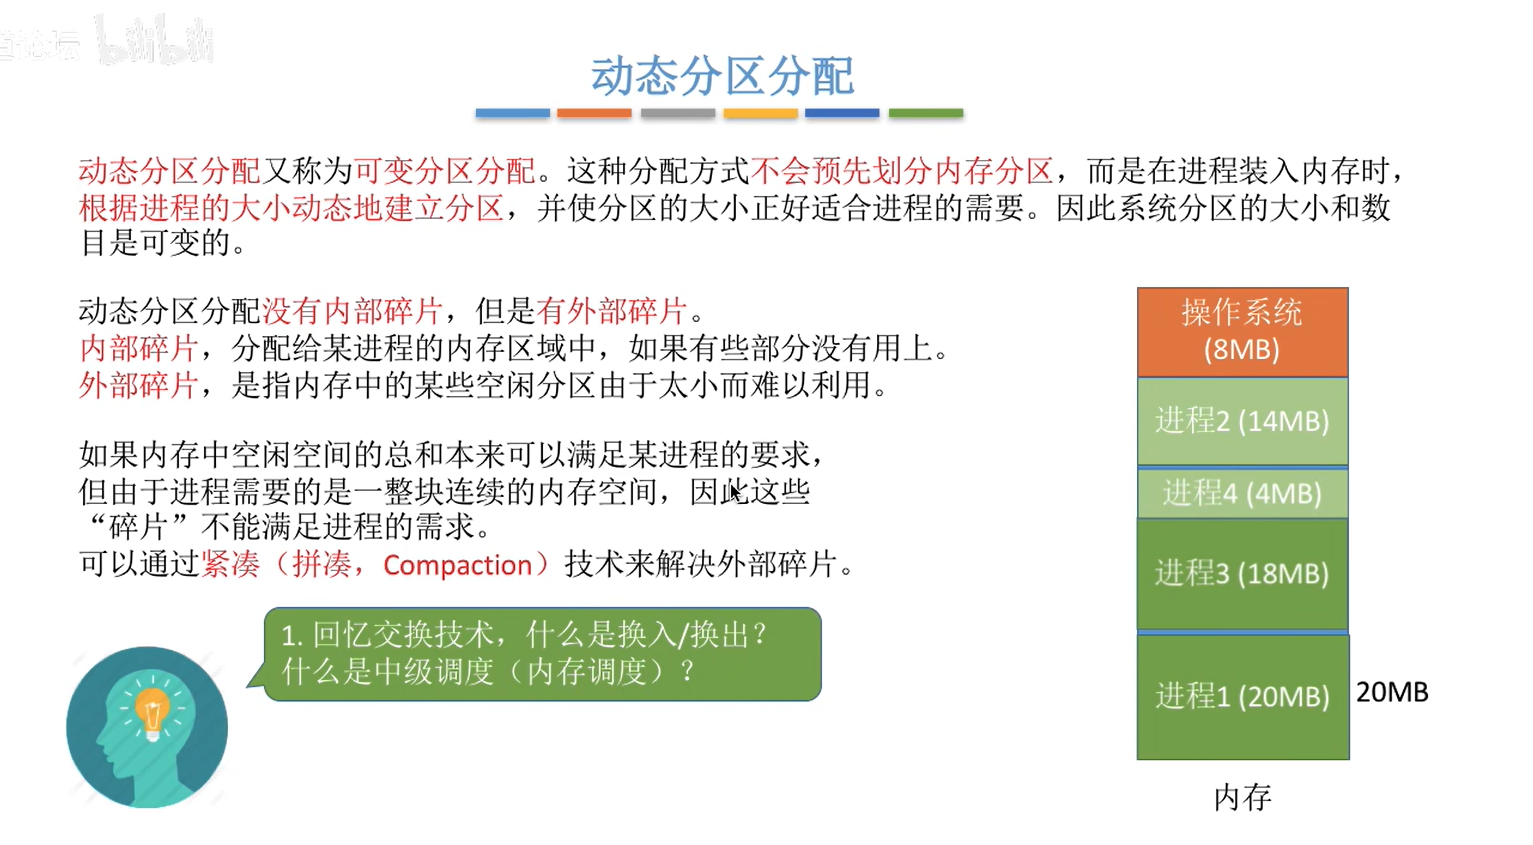 道论坛 bilibili
动态分区分配
动态分区分配又称为可变分区分配。这种分配方式不会预先划分内存分区，而是在进程装入内存时，
根据进程的大小动态地建立分区，并使分区的大小正好适合进程的需要。因此系统分区的大小和数
目是可变的。
动态分区分配没有内部碎片，但是有外部碎片。
内部碎片，分配给某进程的内存区域中，如果有些部分没有用上。
外部碎片，是指内存中的某些空闲分区由于太小而难以利用。
如果内存中空闲空间的总和本来可以满足某进程的要求，
但由于进程需要的是一整块连续的内存空间，因此这些
“碎片”不能满足进程的需求。
可以通过紧凑（拼凑，Compaction）技术来解决外部碎片。
1. 回忆交换技术，什么是换入/换出？
什么是中级调度（内存调度）？
操作系统
(8MB)
进程2 (14MB)
进程4 (4MB)
进程3 (18MB)
进程1 (20MB)
20MB
内存